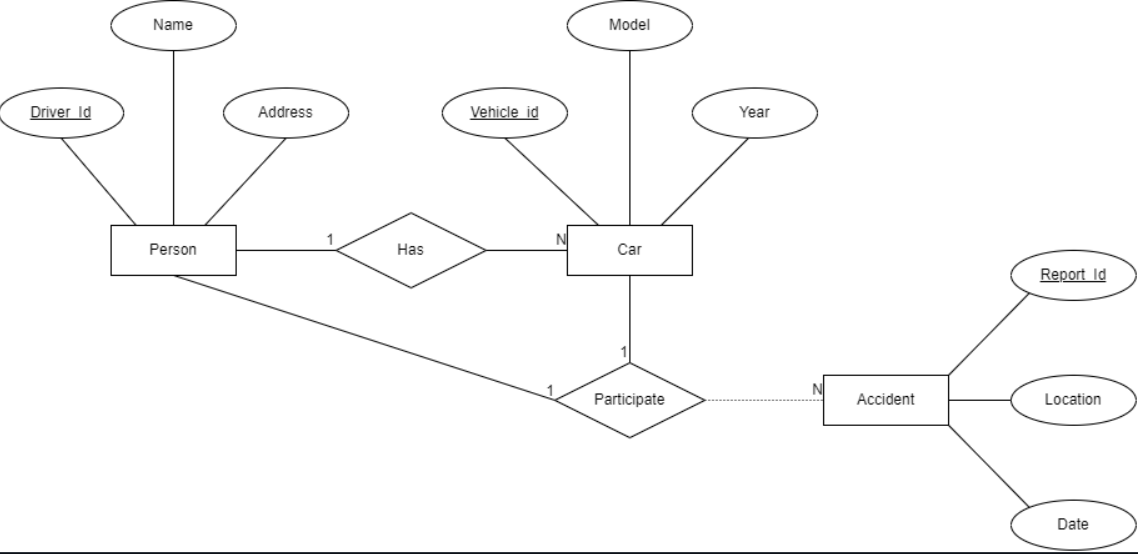 Name
Model
Driver_Id
Address
Vehicle_id
Year
Person
1
Has
N
Car
Report_Id
1
1
Participate
N
Accident
Location
Date